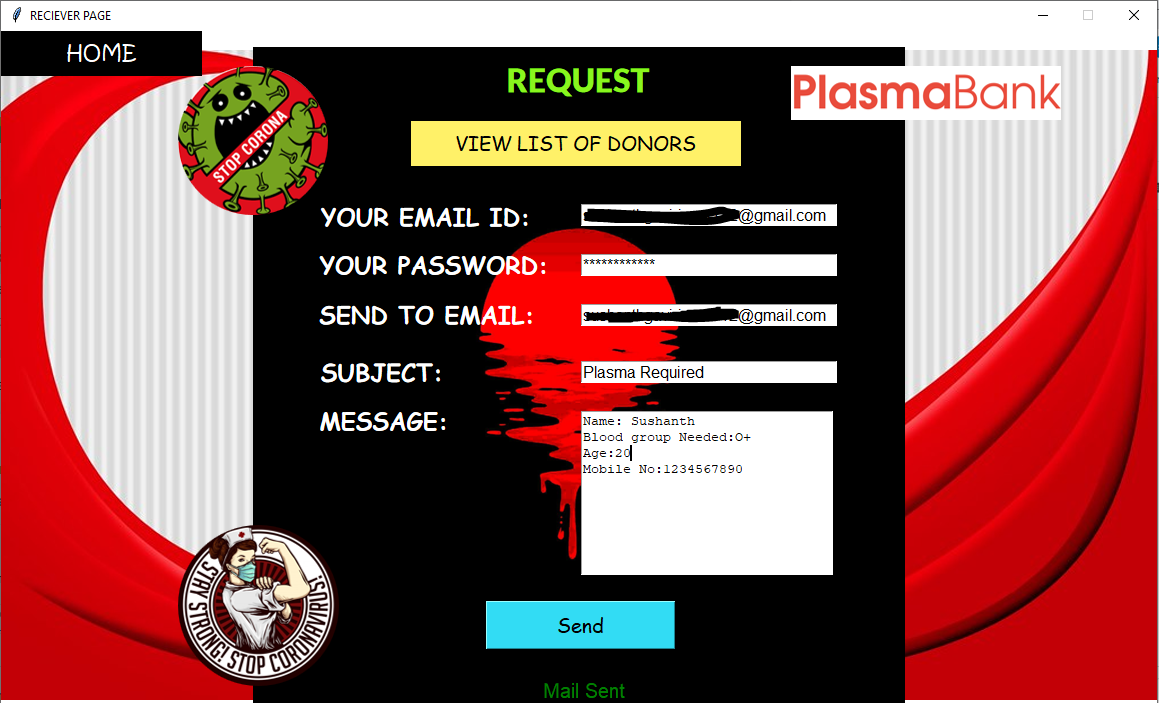 RECIEVER PAGE
HOME
REQUEST
PlasmaBank
STOP CORONA
VIEW LIST OF DONORS
YOUR EMAIL ID: @gmail.com
YOUR PASSWORD: ************
SEND TO EMAIL: @gmail.com
SUBJECT: Plasma Required
MESSAGE: Name: Sushanth
Blood group Needed:O+
Age:20
Mobile No:1234567890
STAY STRONG! STOP CORONAVIRUS!
Send
Mail Sent